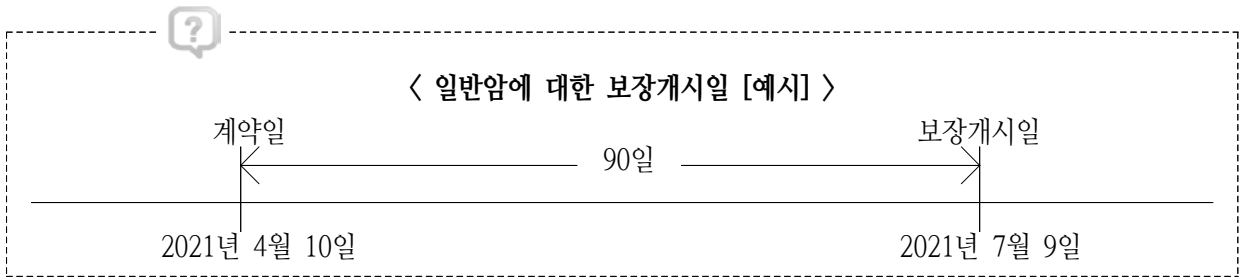 ?
〈 일반암에 대한 보장개시일 [예시] 〉
계약일 보장개시일
90일
2021년 4월 10일 2021년 7월 9일